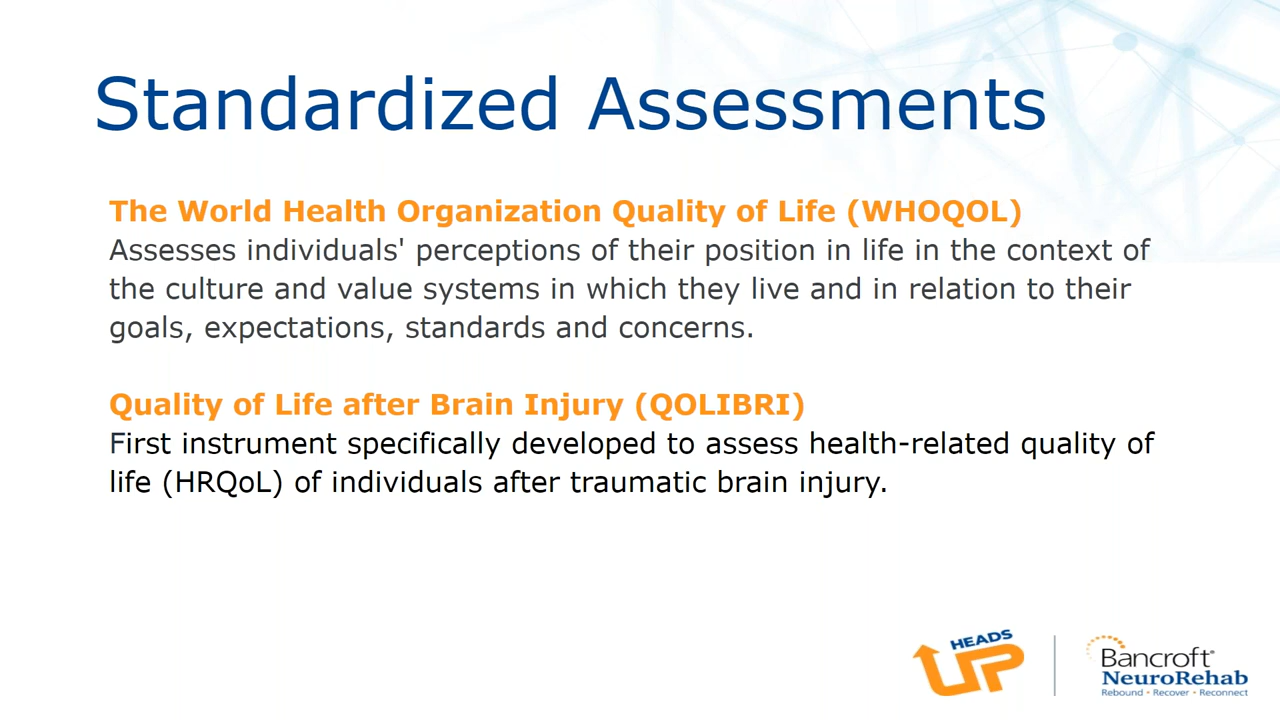 Standardized Assessments
The World Health Organization Quality of Life (WHOQOL)
Assesses individuals' perceptions of their position in life in the context of
the culture and value systems in which they live and in relation to their
goals, expectations, standards and concerns.
Quality of Life after Brain Injury (QOLIBRI)
First instrument specifically developed to assess health-related quality of
life (HRQoL) of individuals after traumatic brain injury.
HEADS
UP
Bancroft®
NeuroRehab
Rebound • Recover • Reconnect